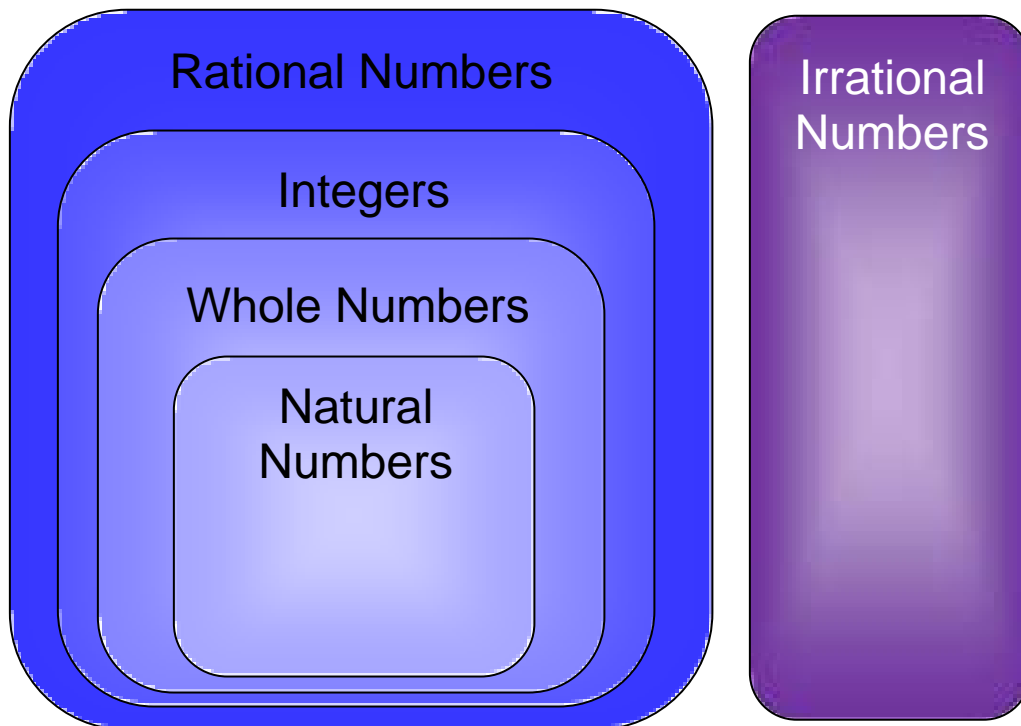 Rational Numbers
Irrational
Numbers
Integers
Whole Numbers
Natural
Numbers